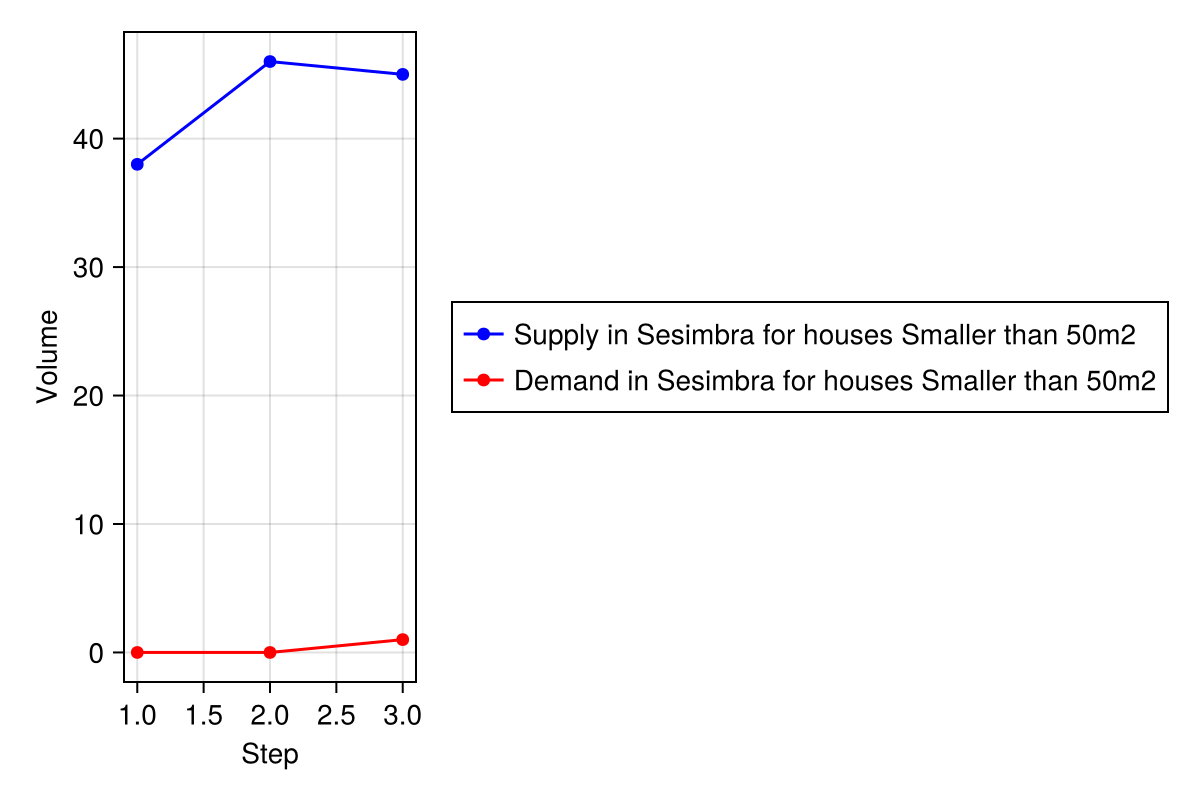 Volume
40
30
20
10
0
1.0 1.5 2.0 2.5 3.0
Step
Supply in Sesimbra for houses Smaller than 50m2
Demand in Sesimbra for houses Smaller than 50m2